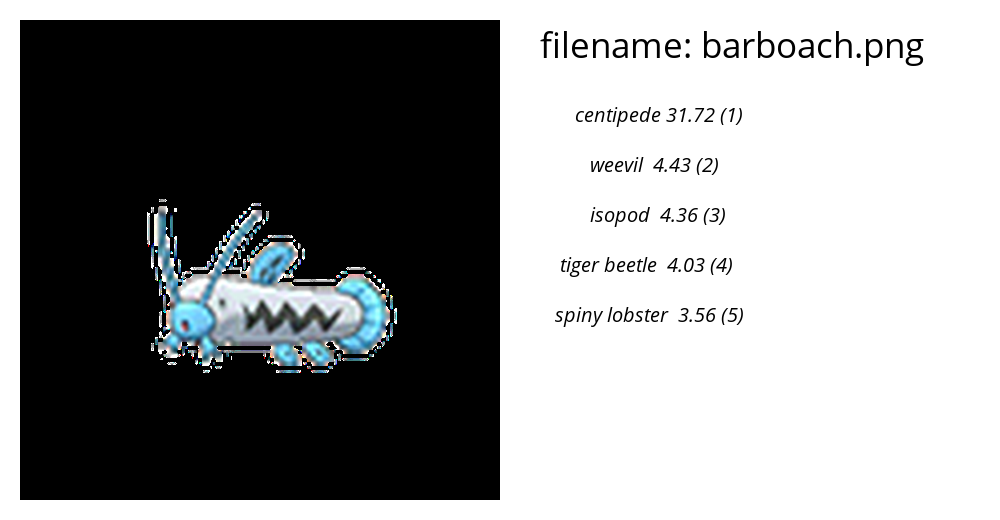 filename: barboach.png
centipede 31.72 (1)
weevil 4.43 (2)
isopod 4.36 (3)
tiger beetle 4.03 (4)
spiny lobster 3.56 (5)